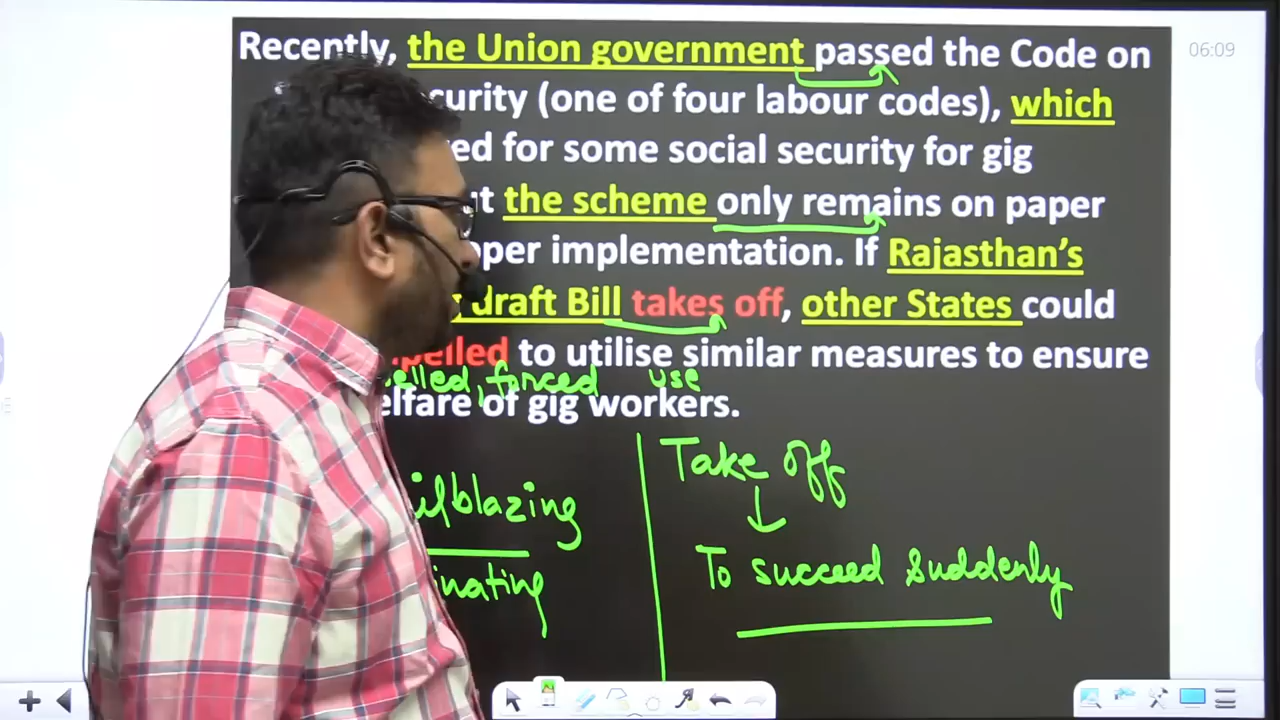 Recently, the Union government passed the Code on
curity (one of four labour codes), which
ed for some social security for gig
t the scheme only remains on paper
oper implementation. If Rajasthan's
draft Bill takes off, other States could
pelled to utilise similar measures to ensure
elled, forced use
elfare of gig workers.
Take off
ilblazing
To succeed suddenly
inating
06:09